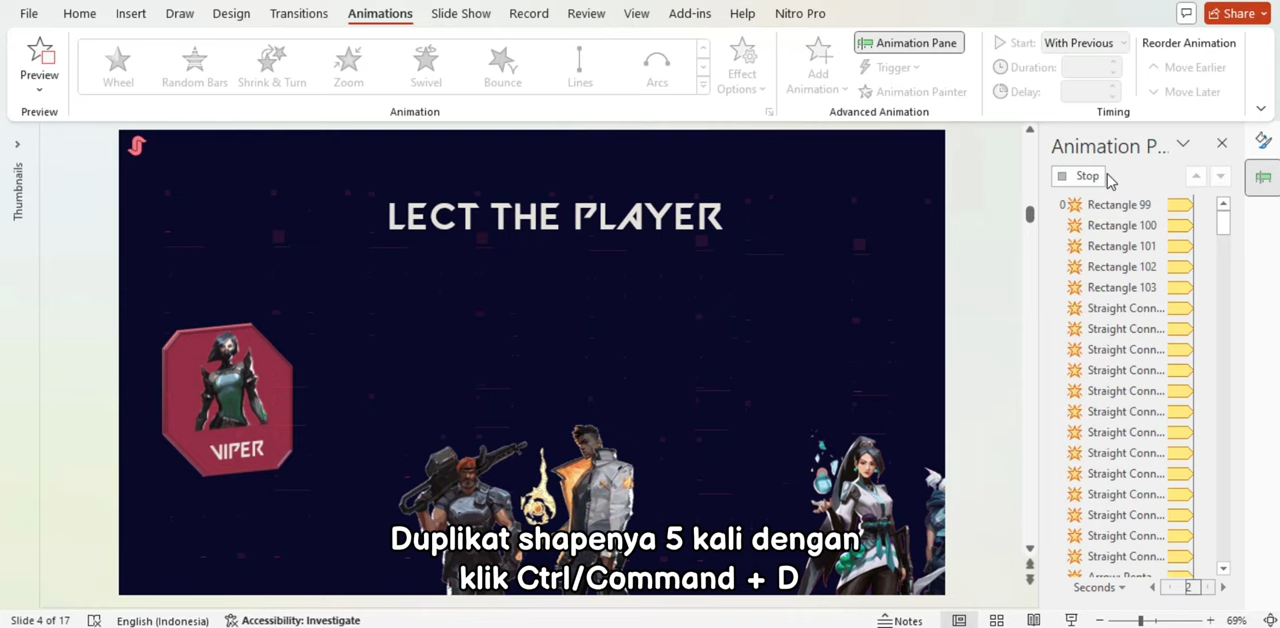 File Home Insert Draw Design Transitions Animations Slide Show Record Review View Add-ins Help Nitro Pro Share
Preview
Wheel Random Bars Shrink & Turn Zoom Swivel Bounce Lines Arcs
Effect Options
Add Animation
Animation Pane
Trigger
Animation Painter
Start: With Previous
Duration:
Delay:
Reorder Animation
Move Earlier
Move Later
Preview Animation Advanced Animation Timing
Thumbnails
LECT THE PLAYER
VIPER
Duplikat shapenya 5 kali dengan
klik Ctrl/Command + D
Animation P...
Stop
0 Rectangle 99
Rectangle 100
Rectangle 101
Rectangle 102
Rectangle 103
Straight Conn...
Straight Conn...
Straight Conn...
Straight Conn...
Straight Conn...
Straight Conn...
Straight Conn...
Straight Conn...
Straight Conn...
Straight Conn...
Straight Conn...
Straight Conn...
Straight Conn...
Seconds 2
Slide 4 of 17 English (Indonesia) Accessibility: Investigate Notes 69%